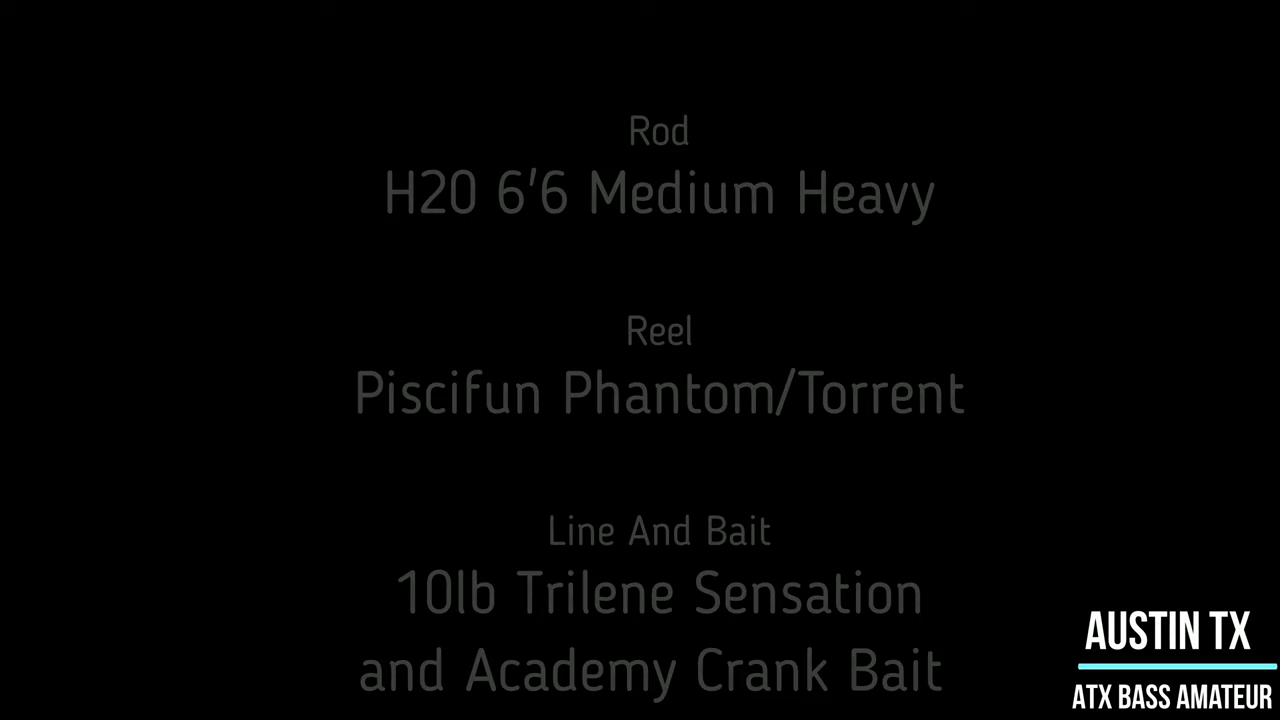 Rod
H20 6'6 Medium Heavy
Reel
Piscifun Phantom/Torrent
Line And Bait
10lb Trilene Sensation
and Academy Crank Bait
AUSTIN TX
ATX BASS AMATEUR